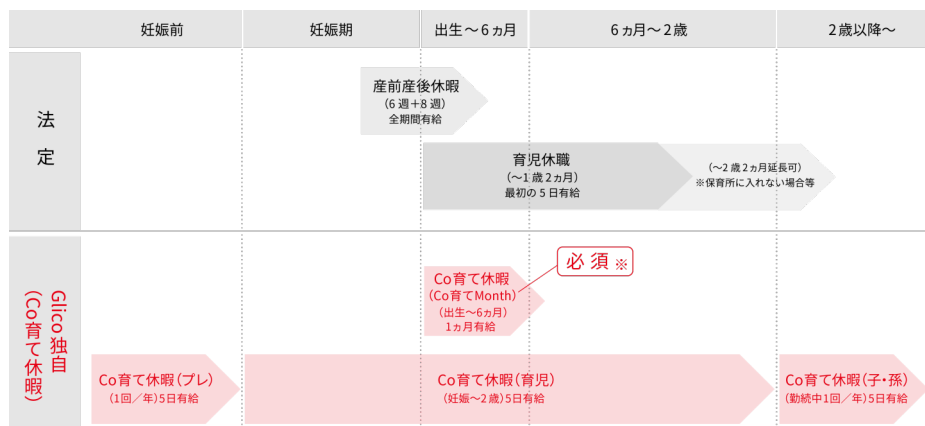 妊娠前
妊娠期
出生～6ヵ月
6ヵ月～2歳
2歳以降～
法定
産前産後休暇
（6週＋8週）
全期間有給
育児休職
（～1歳2ヵ月）
最初の5日有給
（～2歳2ヵ月延長可）
※保育所に入れない場合等
Glico独自
（Co育て休暇）
必須※
Co育て休暇
（Co育てMonth）
（出生～6ヵ月）
1ヵ月有給
Co育て休暇（プレ）
（1回／年）5日有給
Co育て休暇（育児）
（妊娠～2歳）5日有給
Co育て休暇（子・孫）
（勤続中1回／年）5日有給